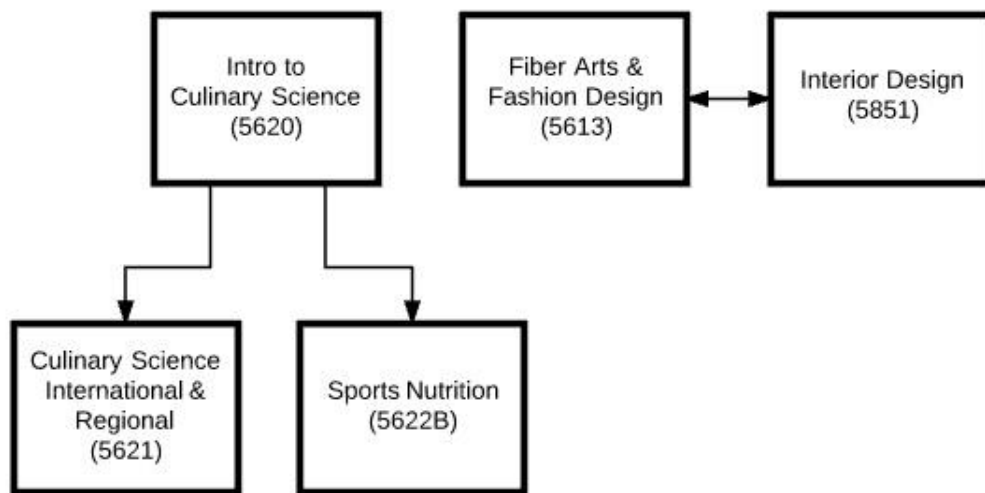 Intro to
Culinary Science
(5620)
Fiber Arts &
Fashion Design
(5613)
Interior Design
(5851)
Culinary Science
International &
Regional
(5621)
Sports Nutrition
(5622B)